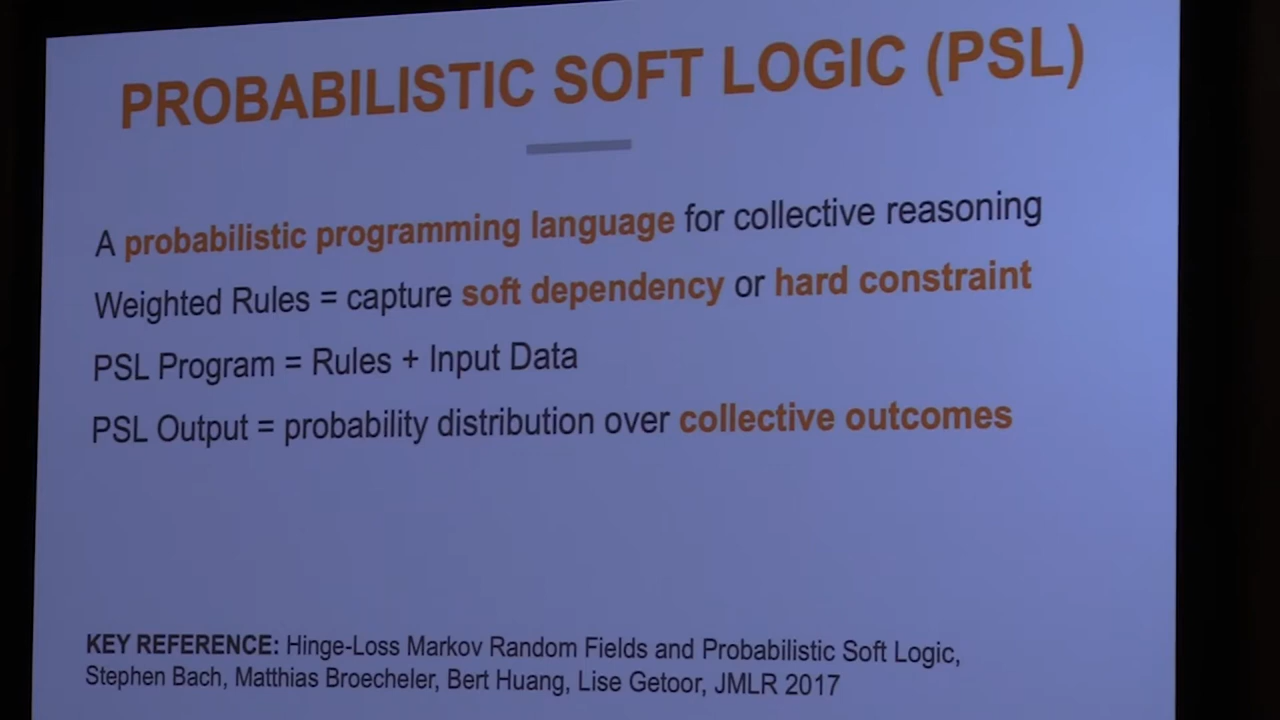 PROBABILISTIC SOFT LOGIC (PSL)
A probabilistic programming language for collective reasoning
Weighted Rules = capture soft dependency or hard constraint
PSL Program = Rules + Input Data
PSL Output = probability distribution over collective outcomes
KEY REFERENCE: Hinge-Loss Markov Random Fields and Probabilistic Soft Logic,
Stephen Bach, Matthias Broecheler, Bert Huang, Lise Getoor, JMLR 2017